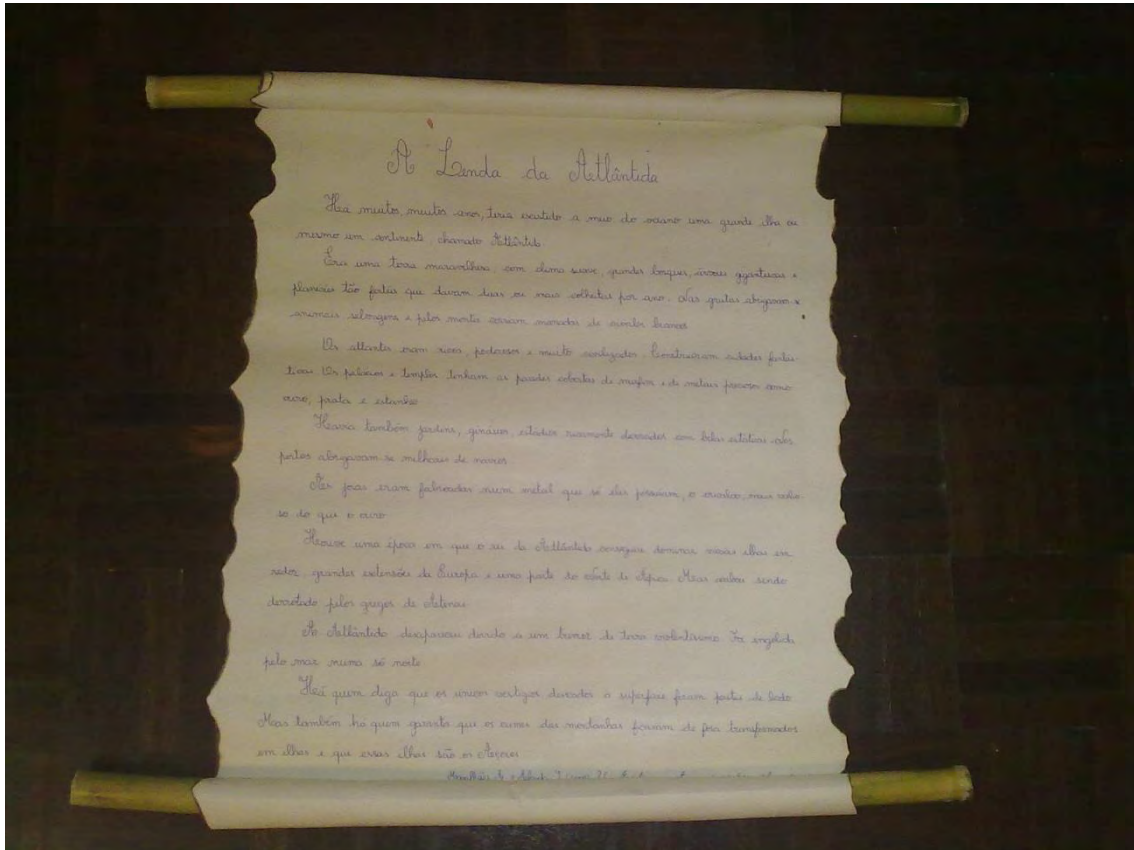 A Lenda da Atlântida
Há muitos, muitos anos, teria existido a meio do oceano uma grande ilha ou
mesmo um continente, chamado Atlântida
Era uma terra maravilhosa, com clima suave, grandes bosques, árvores gigantescas e
planícies tão férteis que davam duas ou mais colheitas por ano. Nas grutas abrigavam-se
animais selvagens e pelos montes corriam manadas de brancos
Os atlantes eram ricos, poderosos e muito civilizados. Construíram cidades fantás-
ticas Os palácios e templos tinham as paredes cobertas de marfim e de metais preciosos como
ouro, prata e estanho
Havia também jardins, ginásios, estádios ricamente decorados com belas estátuas Nos
portos abrigavam-se milhares de navios
As joias eram fabricadas num metal que só eles possuíam, o oricalco, mais valio-
so do que o ouro
Houve uma época em que o rei da Atlântida conseguiu dominar várias ilhas em
redor, grandes extensões da Europa e uma parte do Norte de África. Mas acabou sendo
derrotado pelos gregos de Atenas
A Atlântida desapareceu devido a um tremor de terra violentíssimo Foi engolida
pelo mar numa só noite
Há quem diga que os únicos vestígios deixados à superfície foram postas de lodo
Mas também há quem garanta que os cumes das montanhas ficaram de fora transformados
em ilhas e que essas ilhas são os Açores